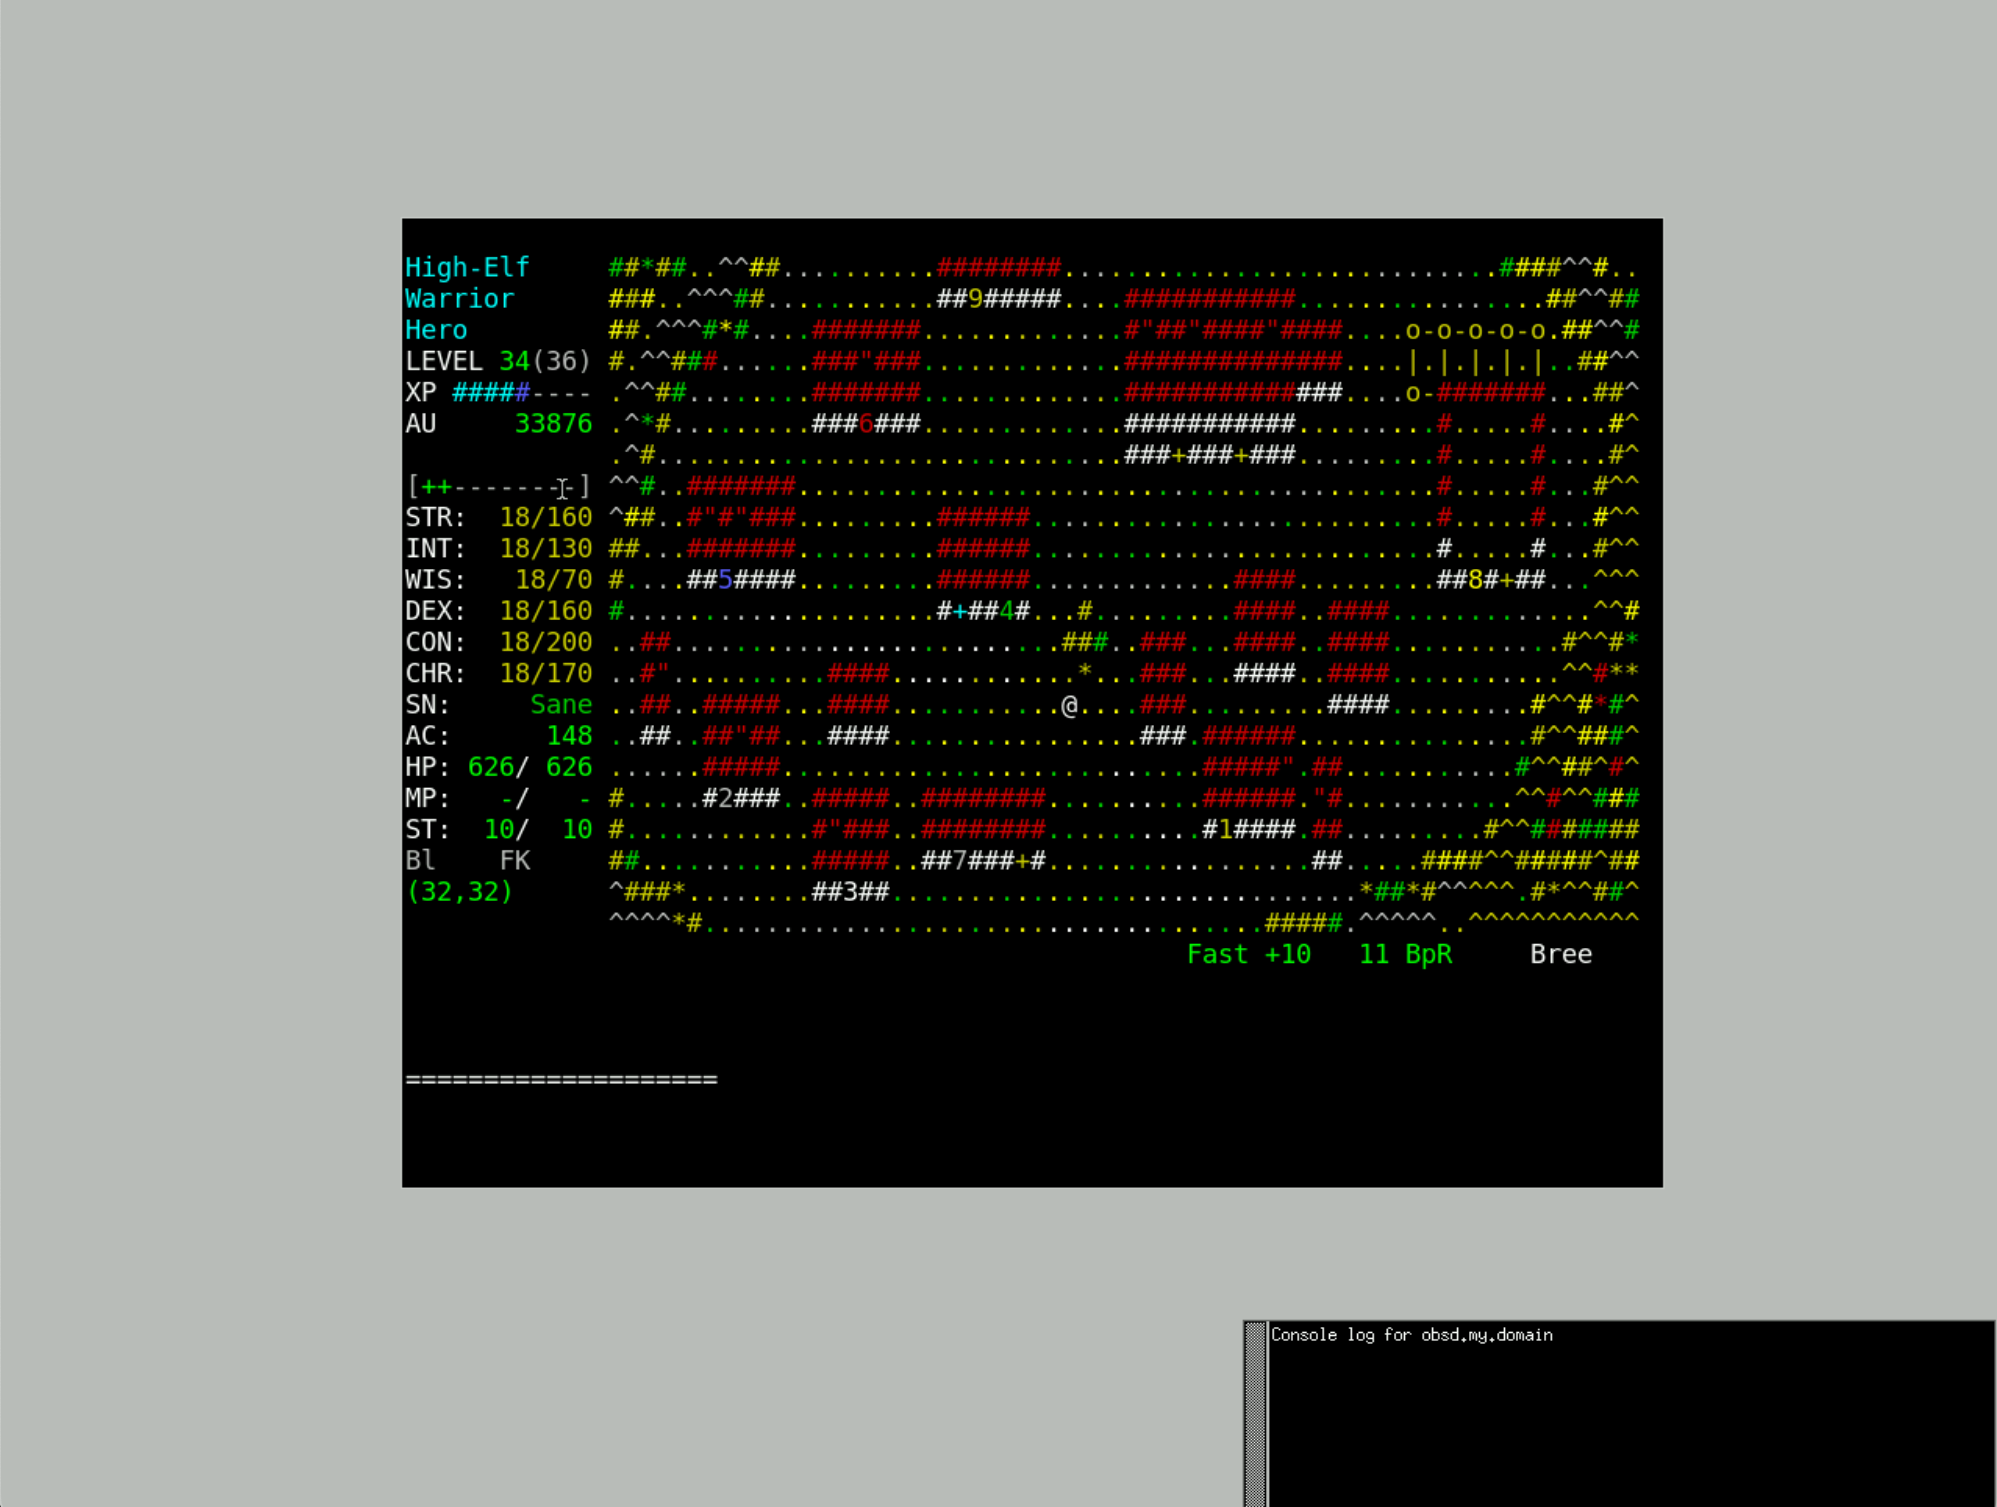 High-Elf
Warrior
Hero
LEVEL 34(36)
XP #####----
AU 33876
STR: 18/160
INT: 18/130
WIS: 18/70
DEX: 18/160
CON: 18/200
CHR: 18/170
SN: Sane
AC: 148
HP: 626/ 626
MP: -/ -
ST: 10/ 10
Bl FK
(32,32)
Fast +10 11 BpR Bree
====================
Console log for obsd.my.domain